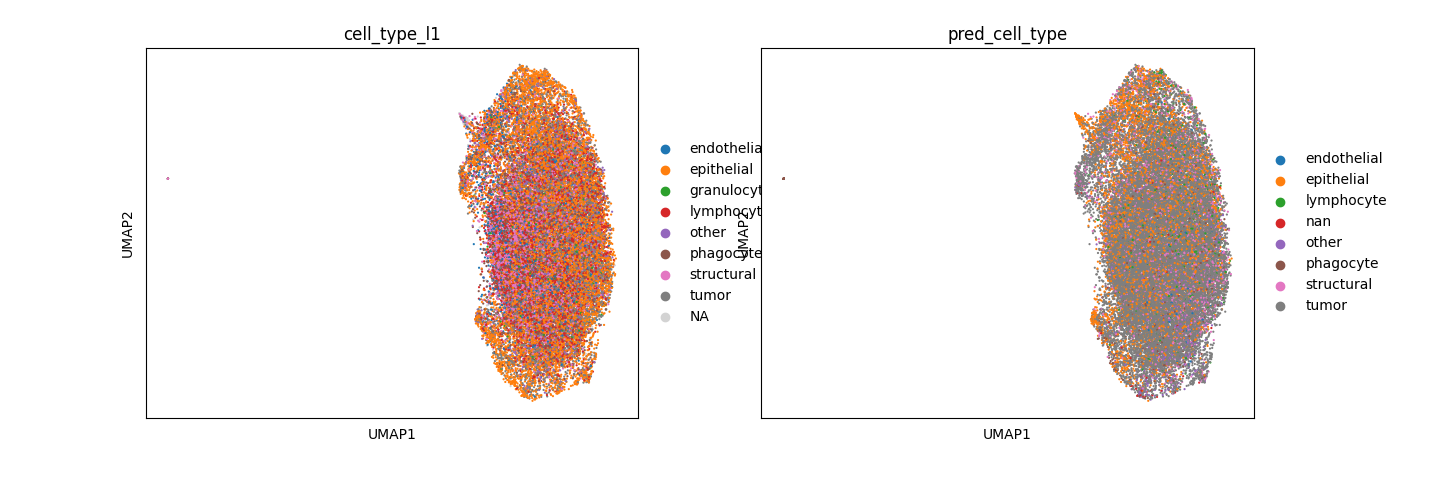 cell_type_l1
pred_cell_type
UMAP2
UMAP1
endothelia
epithelial
granulocyt
lymphocyt
other
phagocyte
structural
tumor
NA
UMAP2
UMAP1
endothelial
epithelial
lymphocyte
nan
other
phagocyte
structural
tumor